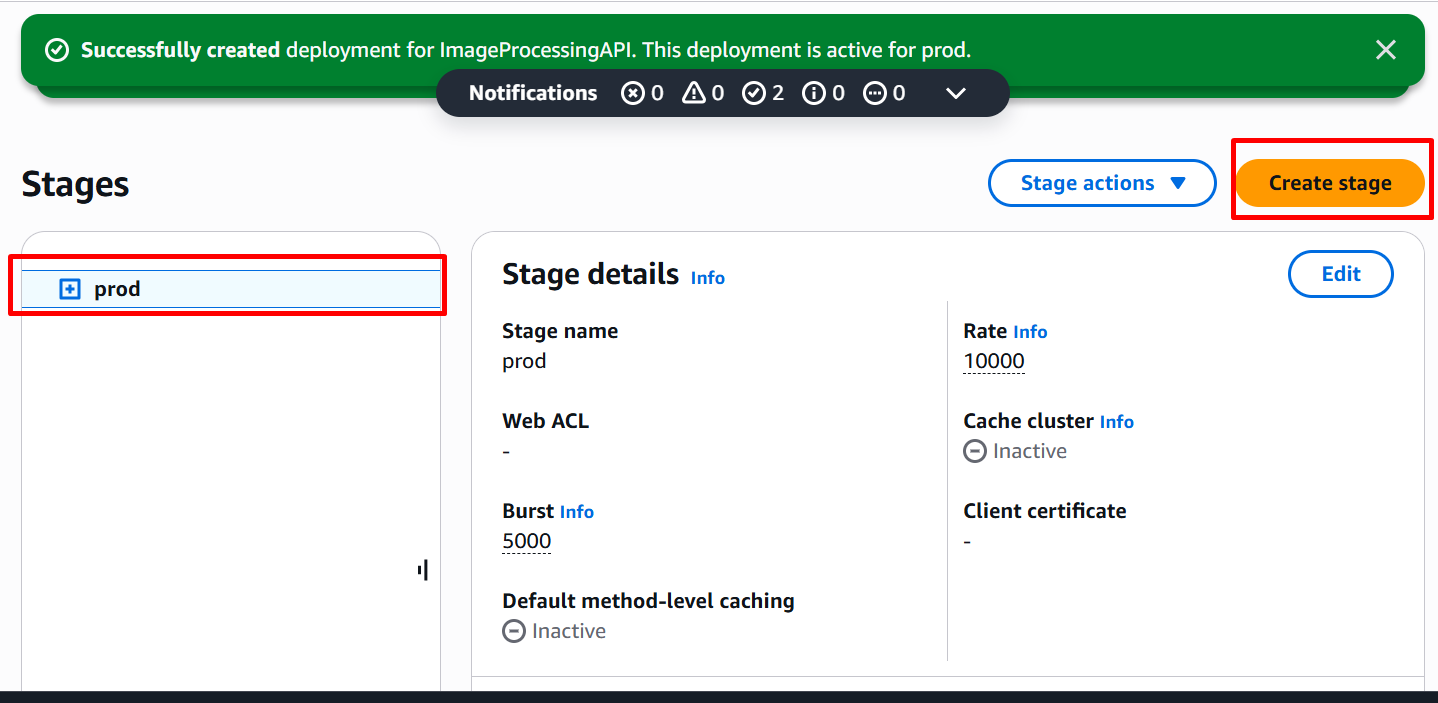 Successfully created deployment for ImageProcessingAPI. This deployment is active for prod.
Notifications 0 0 2 0 0
Stages
Stage actions
Create stage
prod
Stage details Info
Edit
Stage name
prod
Rate Info
10000
Web ACL
-
Cache cluster Info
Inactive
Burst Info
5000
Client certificate
-
Default method-level caching
Inactive